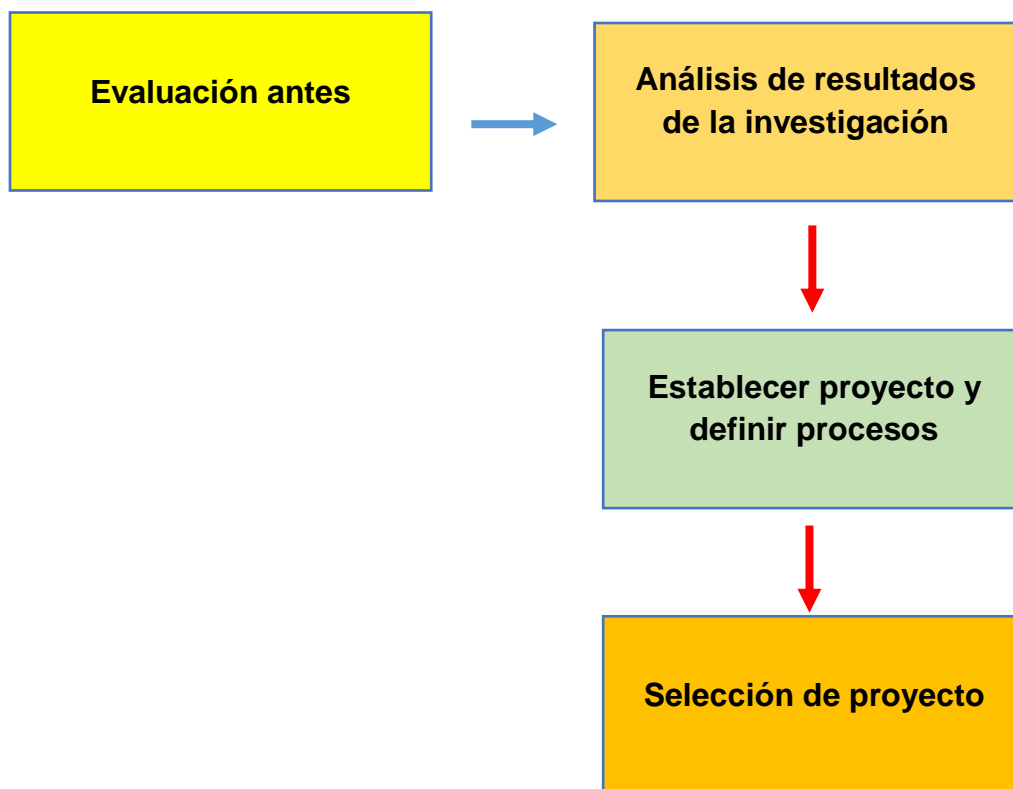 Evaluación antes
Análisis de resultados
de la investigación
Establecer proyecto y
definir procesos
Selección de proyecto